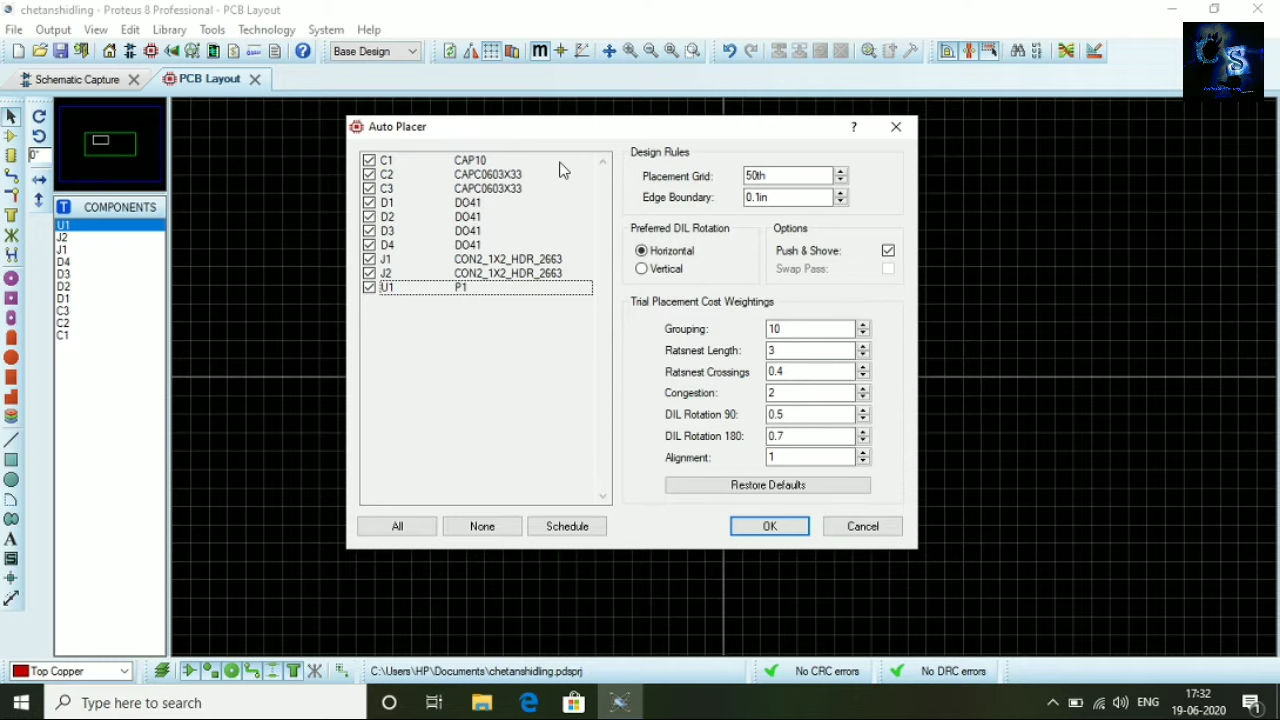 chetanshidling - Proteus 8 Professional - PCB Layout
File Output View Edit Library Tools Technology System Help
Base Design
Schematic Capture
PCB Layout
0°
COMPONENTS
U1
J2
J1
D4
D3
D2
D1
C3
C2
C1
Auto Placer
C1 CAP10
C2 CAPC0603X33
C3 CAPC0603X33
D1 DO41
D2 DO41
D3 DO41
D4 DO41
J1 CON2_1X2_HDR_2663
J2 CON2_1X2_HDR_2663
U1 P1
All None Schedule
Design Rules
Placement Grid: 50th
Edge Boundary: 0.1in
Preferred DIL Rotation
Horizontal
Vertical
Options
Push & Shove:
Swap Pass:
Trial Placement Cost Weightings
Grouping: 10
Ratsnest Length: 3
Ratsnest Crossings 0.4
Congestion: 2
DIL Rotation 90: 0.5
DIL Rotation 180: 0.7
Alignment: 1
Restore Defaults
OK Cancel
Top Copper
C:\Users\HP\Documents\chetanshidling.pdsprj
No CRC errors
No DRC errors
Type here to search
ENG
17:32
19-06-2020
1